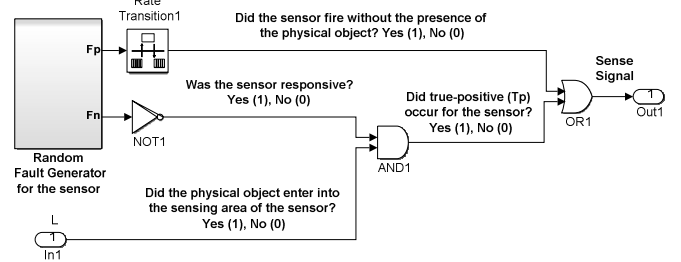 Rate
Transition1
Did the sensor fire without the presence of
the physical object? Yes (1), No (0)
Fp
Sense
Signal
Was the sensor responsive?
Yes (1), No (0)
Did true-positive (Tp)
occur for the sensor?
Yes (1), No (0)
1
Out1
OR1
Fn
NOT1
Random
Fault Generator
for the sensor
AND1
Did the physical object enter into
the sensing area of the sensor?
Yes (1), No (0)
L
1
In1